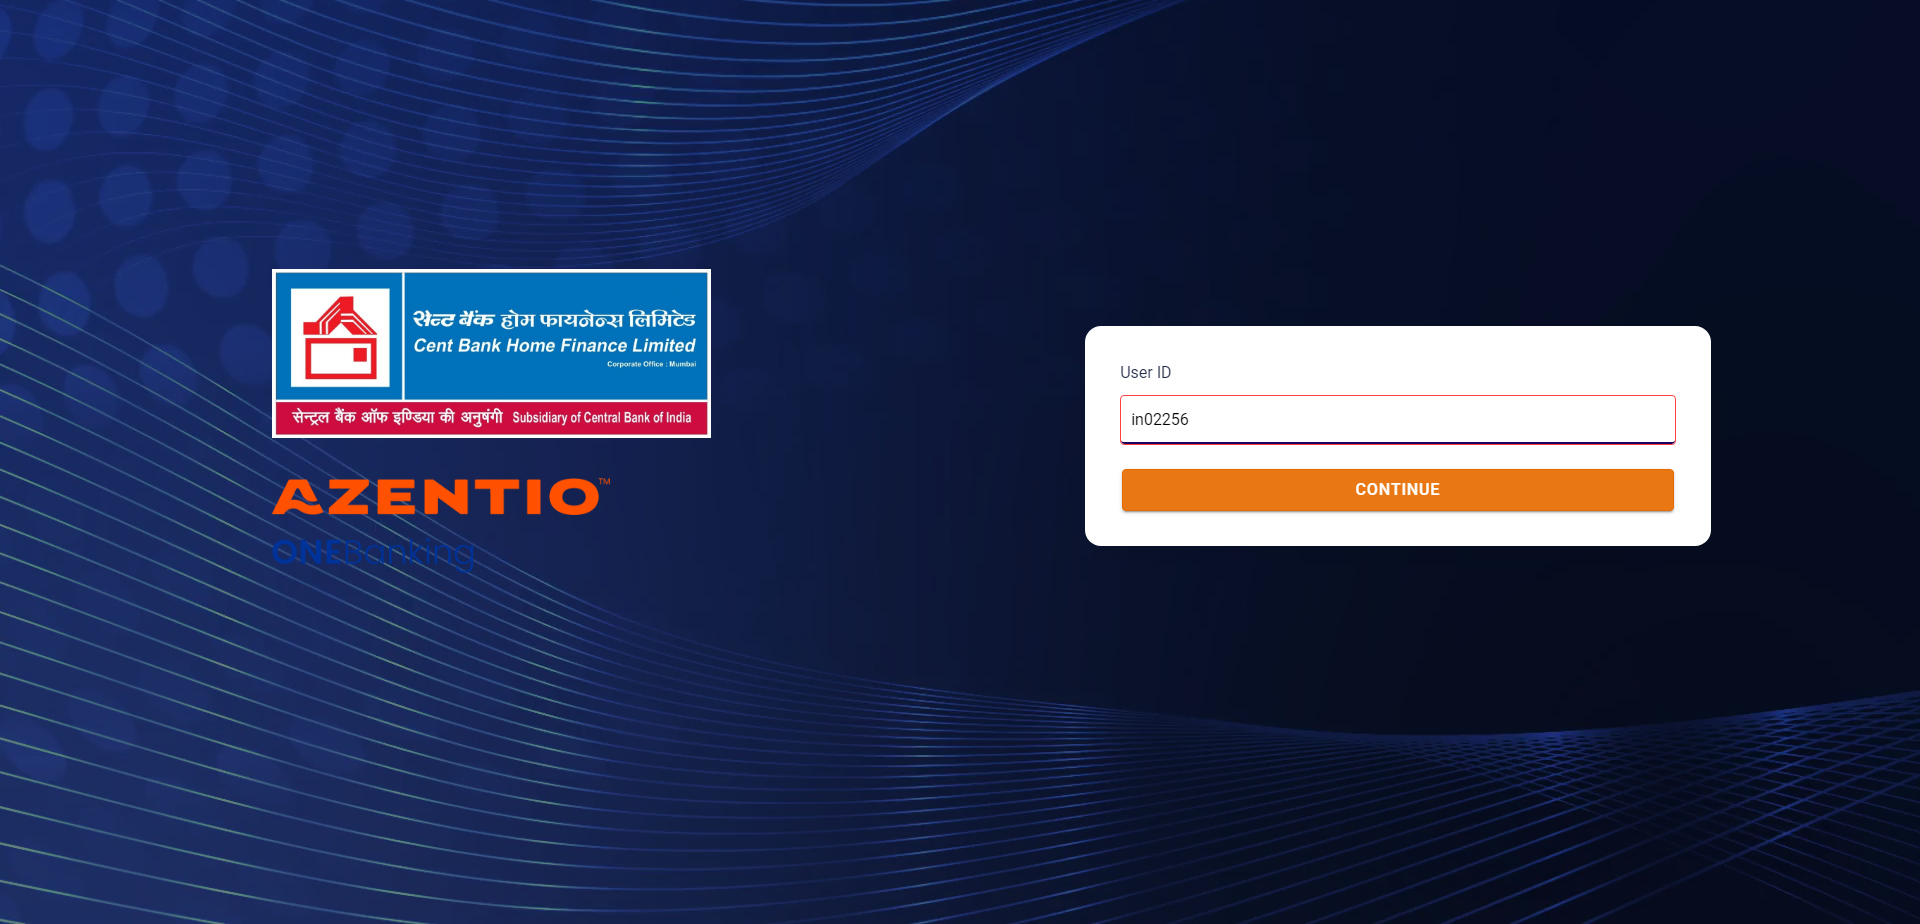 सेन्ट बैंक होम फायनेन्स लिमिटेड
Cent Bank Home Finance Limited
Corporate Office : Mumbai
सेन्ट्रल बैंक ऑफ इण्डिया की अनुषंगी Subsidiary of Central Bank of India
AZENTIO™
ONEBanking
User ID
in02256
CONTINUE